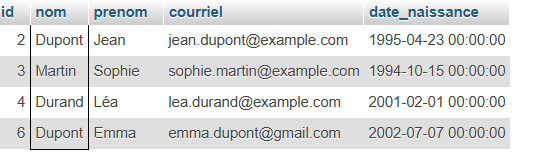 id nom prenom courriel date_naissance
2 Dupont Jean jean.dupont@example.com 1995-04-23 00:00:00
3 Martin Sophie sophie.martin@example.com 1994-10-15 00:00:00
4 Durand Léa lea.durand@example.com 2001-02-01 00:00:00
6 Dupont Emma emma.dupont@gmail.com 2002-07-07 00:00:00